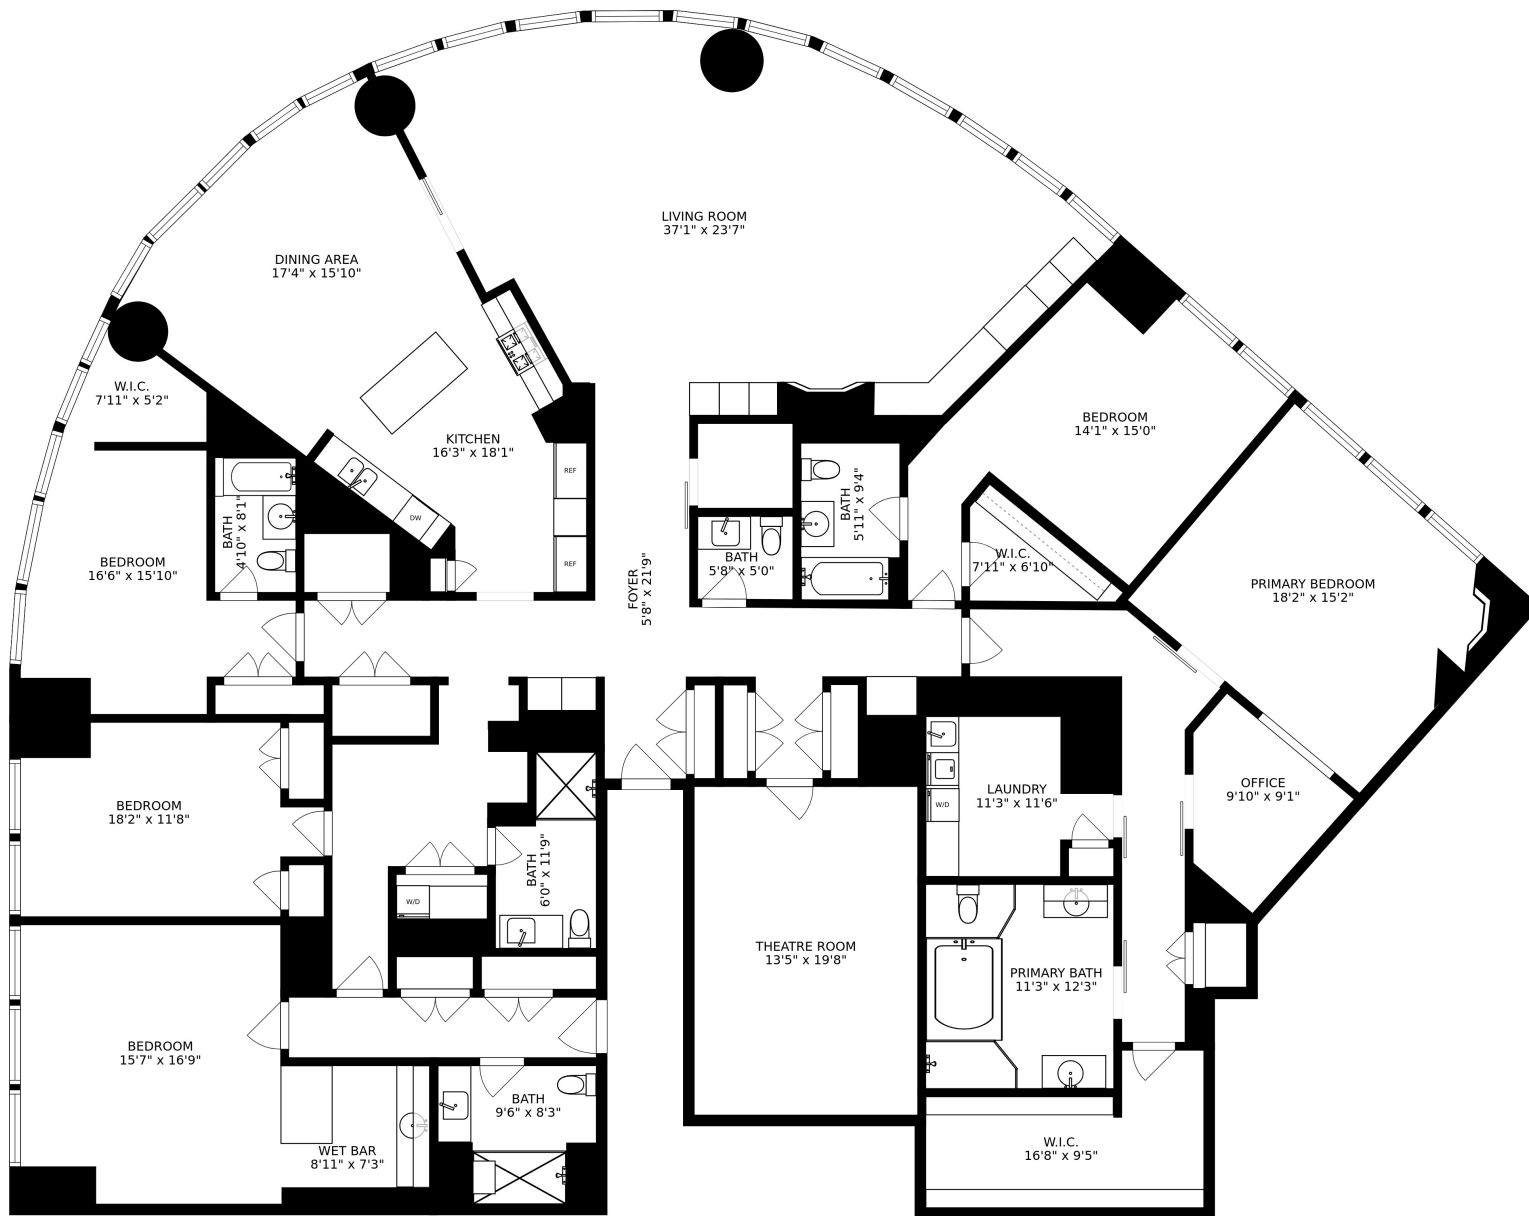 LIVING ROOM
37'1" x 23'7"
DINING AREA
17'4" x 15'10"
W.I.C.
7'11" x 5'2"
KITCHEN
16'3" x 18'1"
REF
REF
DW
BATH
4'10" x 8'1"
BEDROOM
16'6" x 15'10"
FOYER
5'8" x 21'9"
BATH
5'8" x 5'0"
BATH
5'11" x 9'4"
BEDROOM
14'1" x 15'0"
W.I.C.
7'11" x 6'10"
PRIMARY BEDROOM
18'2" x 15'2"
OFFICE
9'10" x 9'1"
LAUNDRY
11'3" x 11'6"
W/D
BEDROOM
18'2" x 11'8"
BATH
6'0" x 11'9"
W/D
THEATRE ROOM
13'5" x 19'8"
PRIMARY BATH
11'3" x 12'3"
BEDROOM
15'7" x 16'9"
BATH
9'6" x 8'3"
WET BAR
8'11" x 7'3"
W.I.C.
16'8" x 9'5"